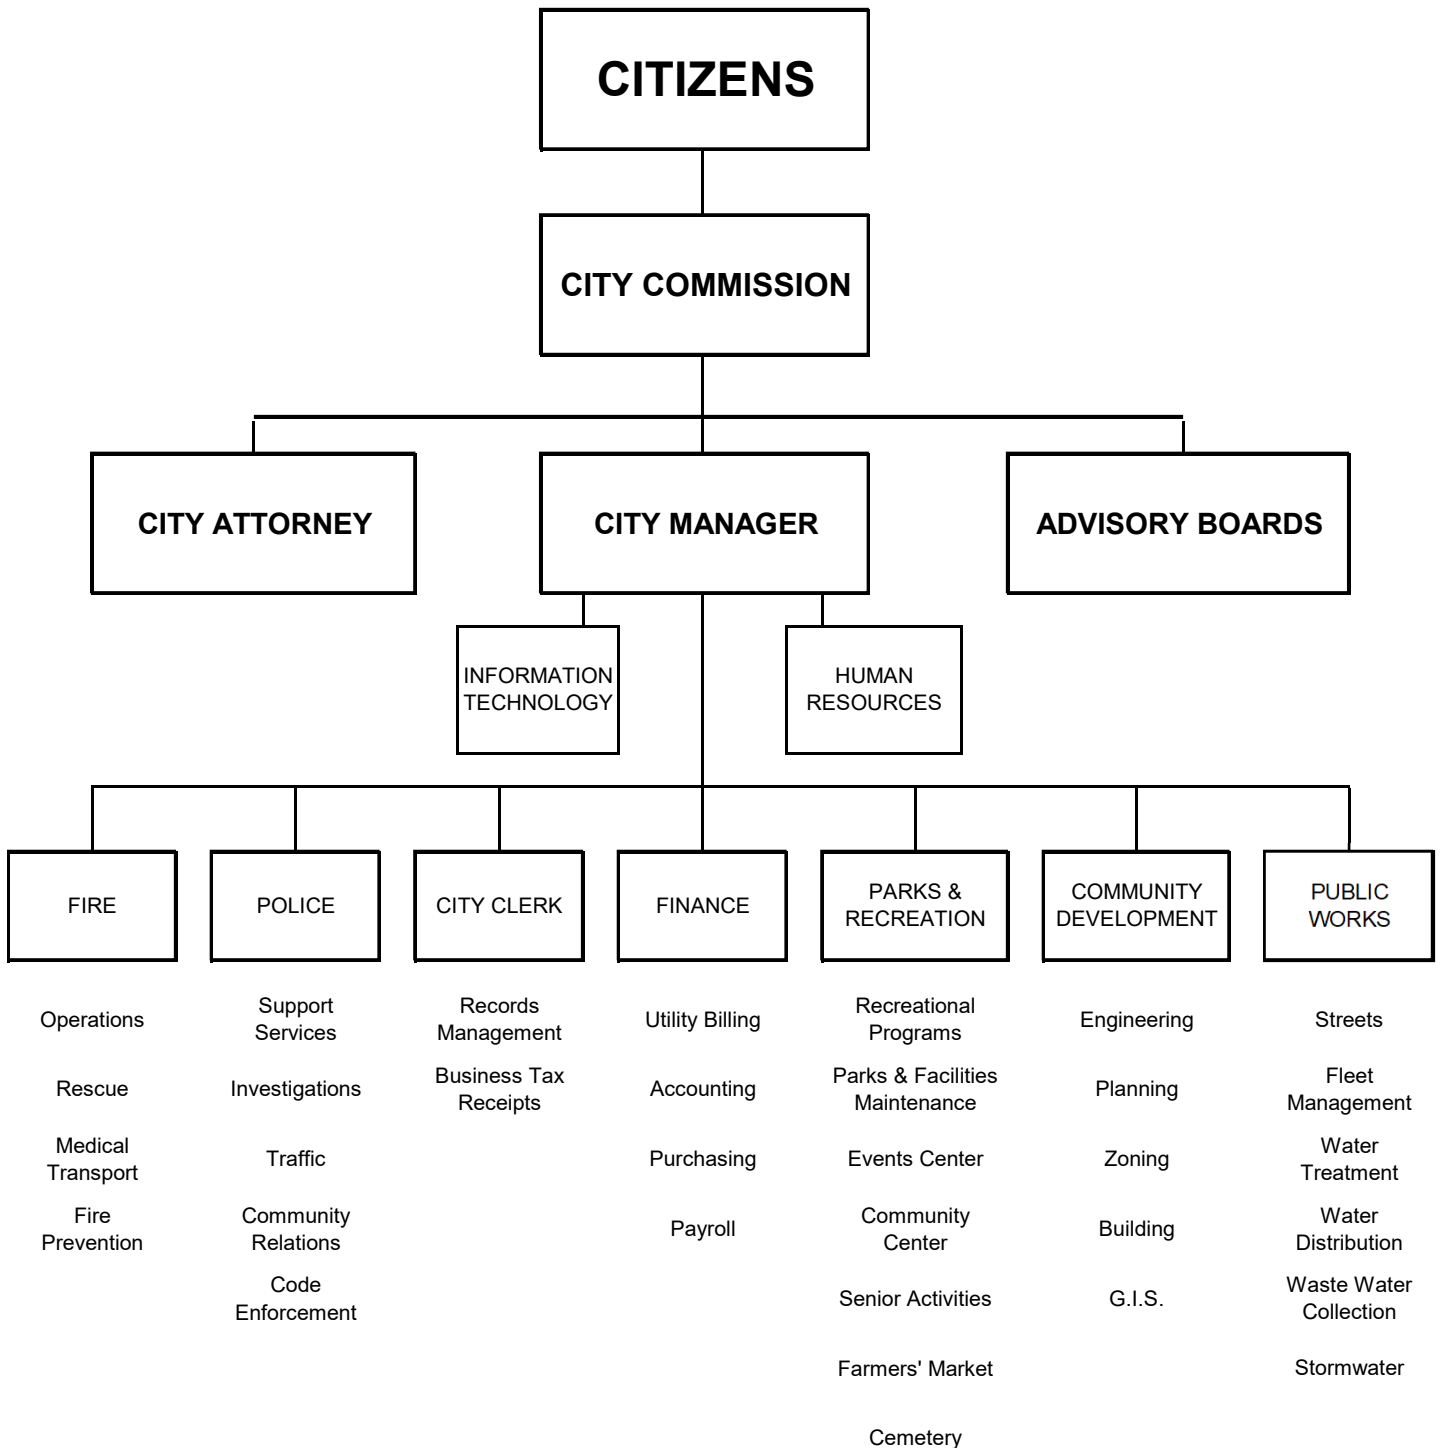 CITIZENS
CITY COMMISSION
CITY ATTORNEY
CITY MANAGER
ADVISORY BOARDS
INFORMATION
TECHNOLOGY
HUMAN
RESOURCES
FIRE
POLICE
CITY CLERK
FINANCE
PARKS &
RECREATION
COMMUNITY
DEVELOPMENT
PUBLIC
WORKS
Operations
Rescue
Medical
Transport
Fire
Prevention
Support
Services
Investigations
Traffic
Community
Relations
Code
Enforcement
Records
Management
Business Tax
Receipts
Utility Billing
Accounting
Purchasing
Payroll
Recreational
Programs
Parks & Facilities
Maintenance
Events Center
Community
Center
Senior Activities
Farmers' Market
Cemetery
Engineering
Planning
Zoning
Building
G.I.S.
Streets
Fleet
Management
Water
Treatment
Water
Distribution
Waste Water
Collection
Stormwater